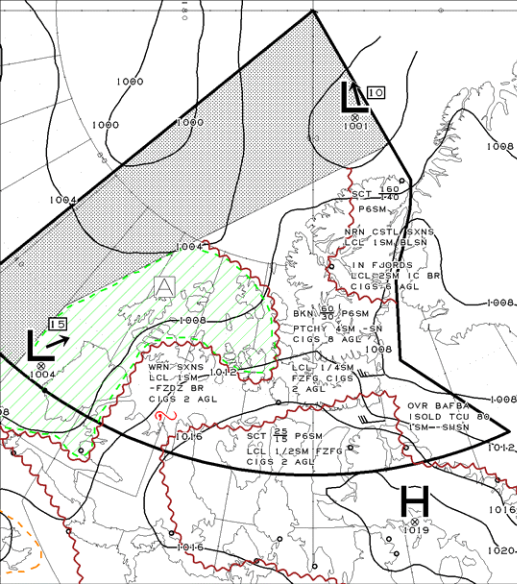 1000
1000
1000
10
1001
1008
1004
SCT 160/140
P6SM
NRN CSTL SXNS
LCL 1SM BLSN
1004
IN FJORDS
LCL 2SM IC BR
CIGS 6 AGL
A
1008
BKN 60/30 P6SM
PTCHY 4SM -SN
CIGS 8 AGL
1008
15
L
1004
1008
WRN SXNS
LCL 1SM
-FZDZ BR
CIGS 2 AGL
1012
LCL 1/4SM
FZFG CIGS
2 AGL
1008
OVR BAFBA
ISOLD TCU 80
1SM -SHSN
1016
SCT 25/15 P6SM
LCL 1/2SM FZFG
CIGS 2 AGL
1012
H
1019
1016
1016
1020
L